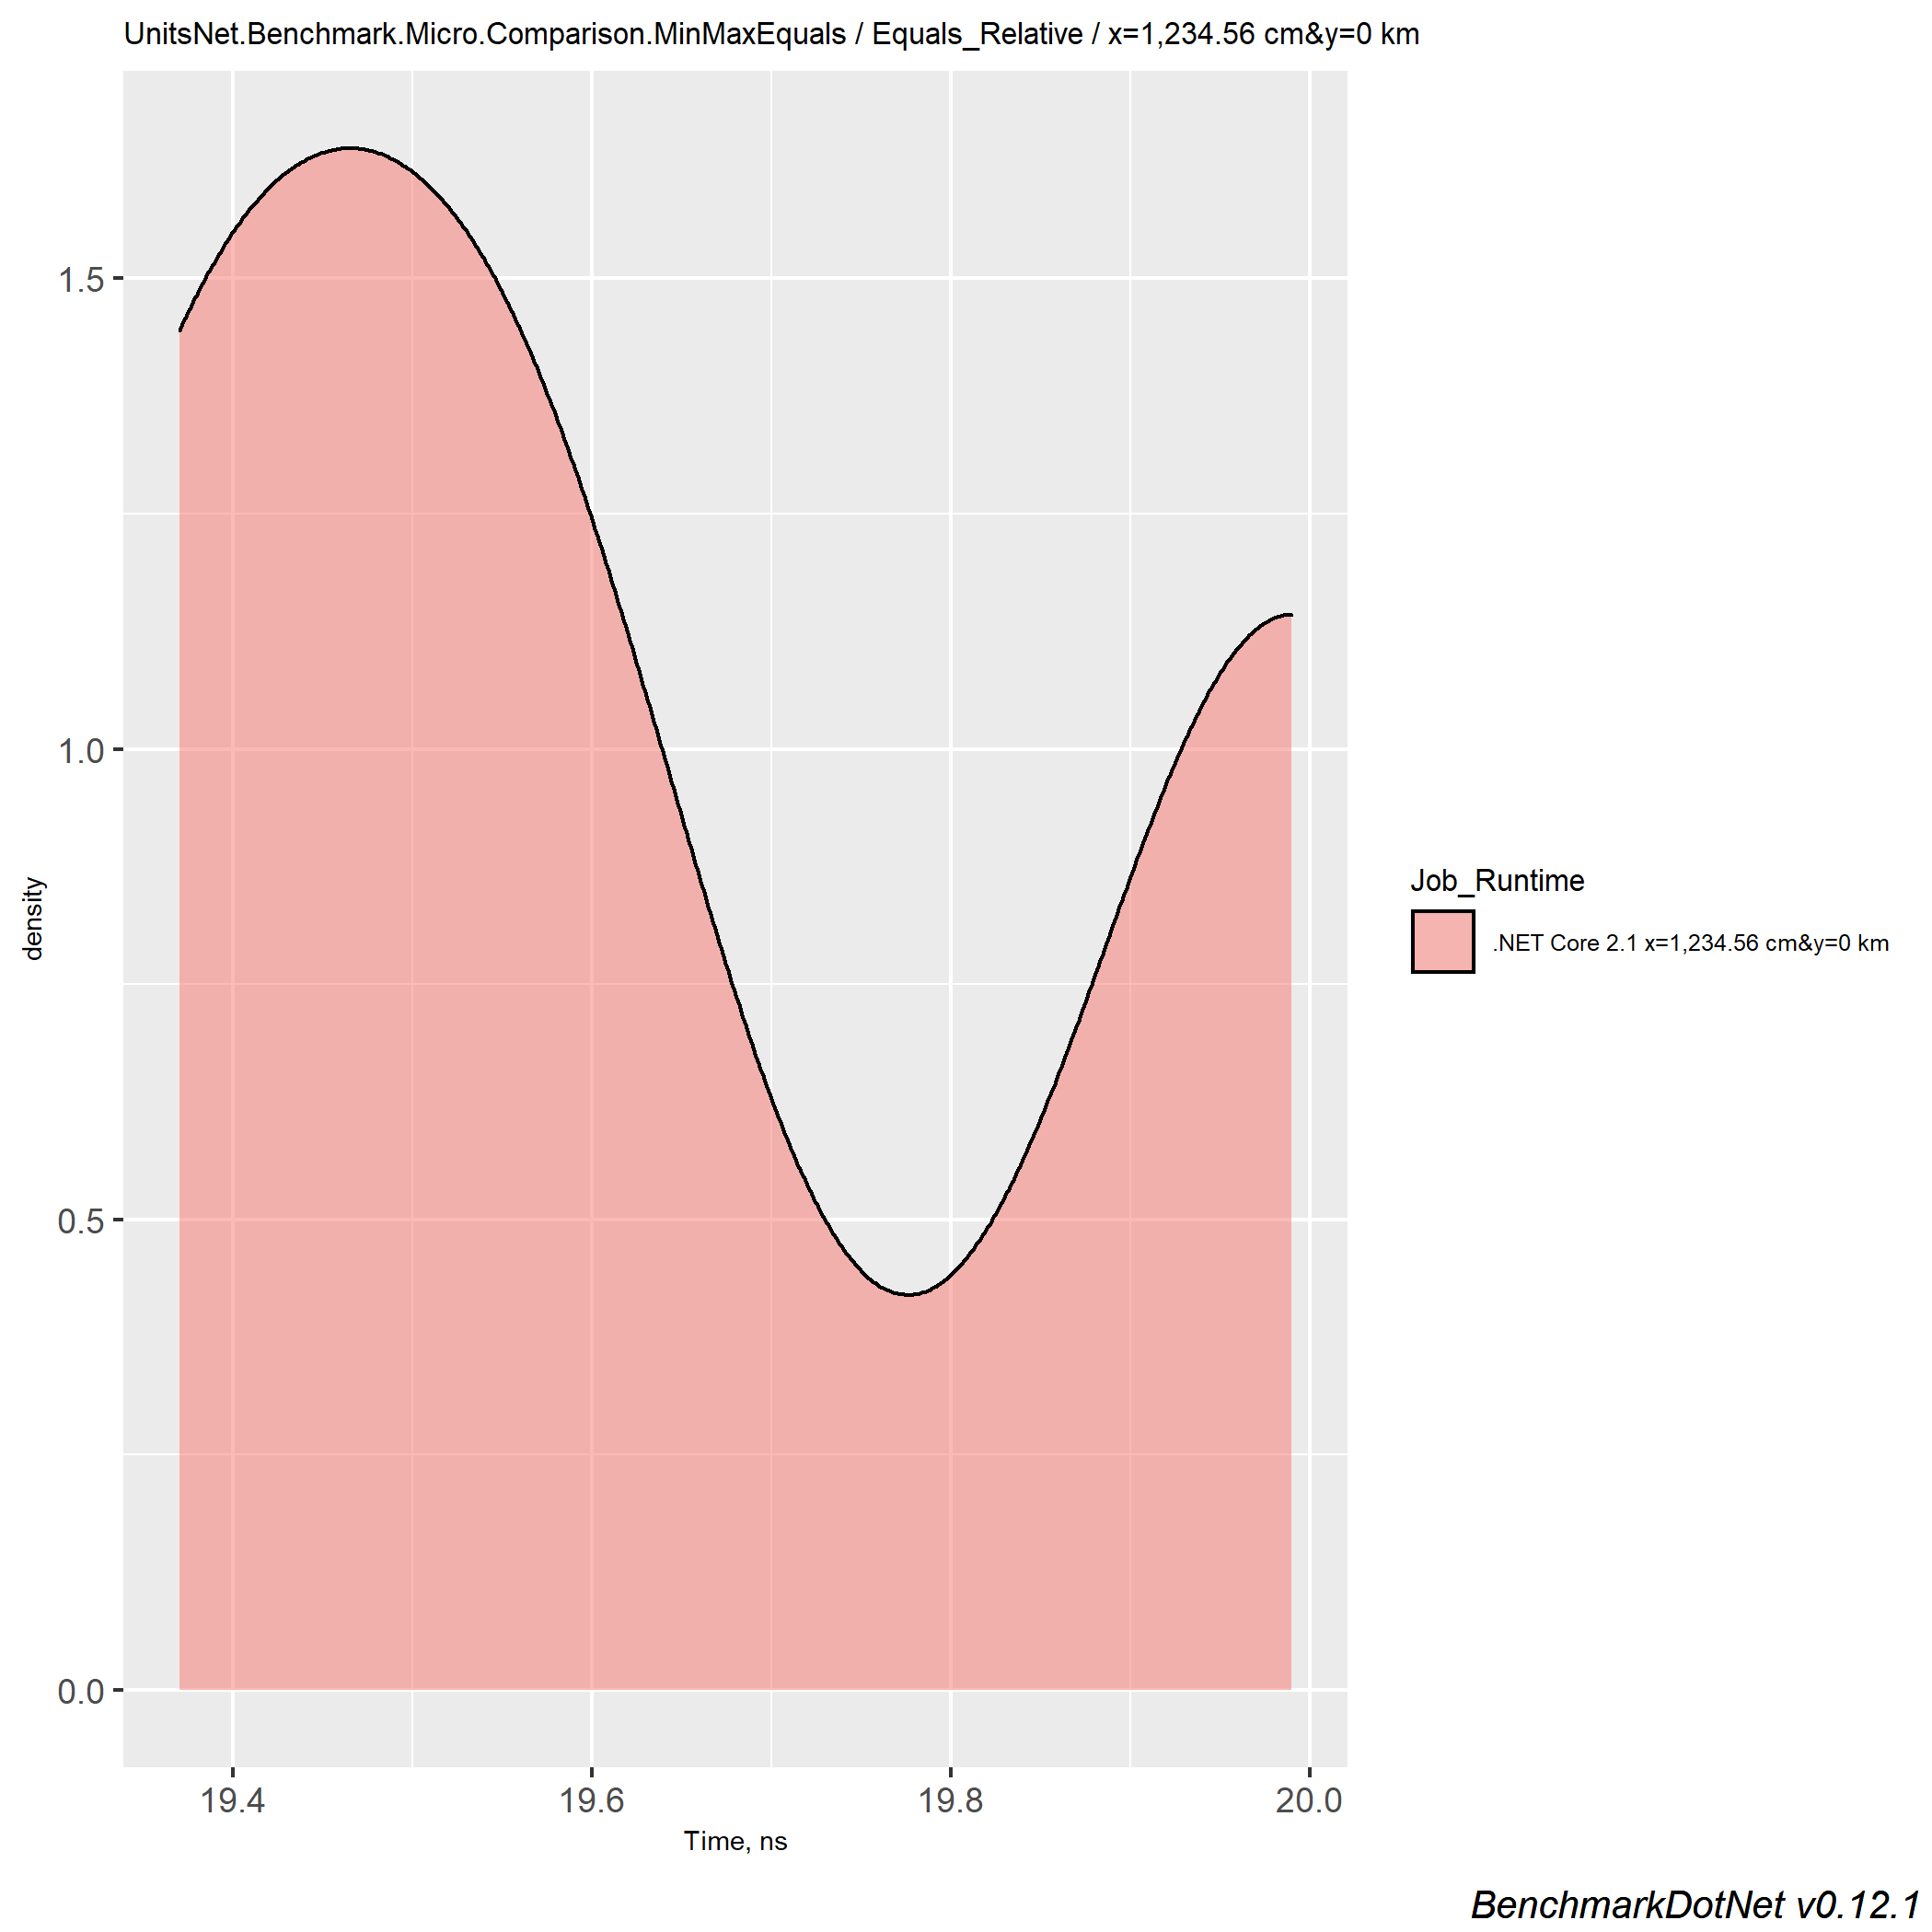 UnitsNet.Benchmark.Micro.Comparison.MinMaxEquals / Equals_Relative / x=1,234.56 cm&y=0 km
1.5
1.0
0.5
0.0
density
19.4 19.6 19.8 20.0
Time, ns
Job_Runtime
.NET Core 2.1 x=1,234.56 cm&y=0 km
BenchmarkDotNet v0.12.1